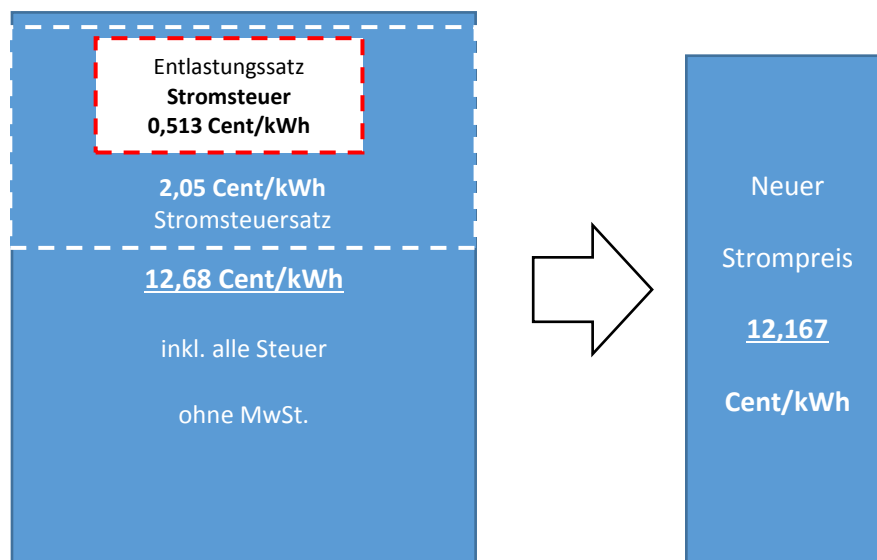 Entlastungssatz
Stromsteuer
0,513 Cent/kWh
2,05 Cent/kWh
Stromsteuersatz
12,68 Cent/kWh
inkl. alle Steuer
ohne MwSt.
Neuer
Strompreis
12,167
Cent/kWh